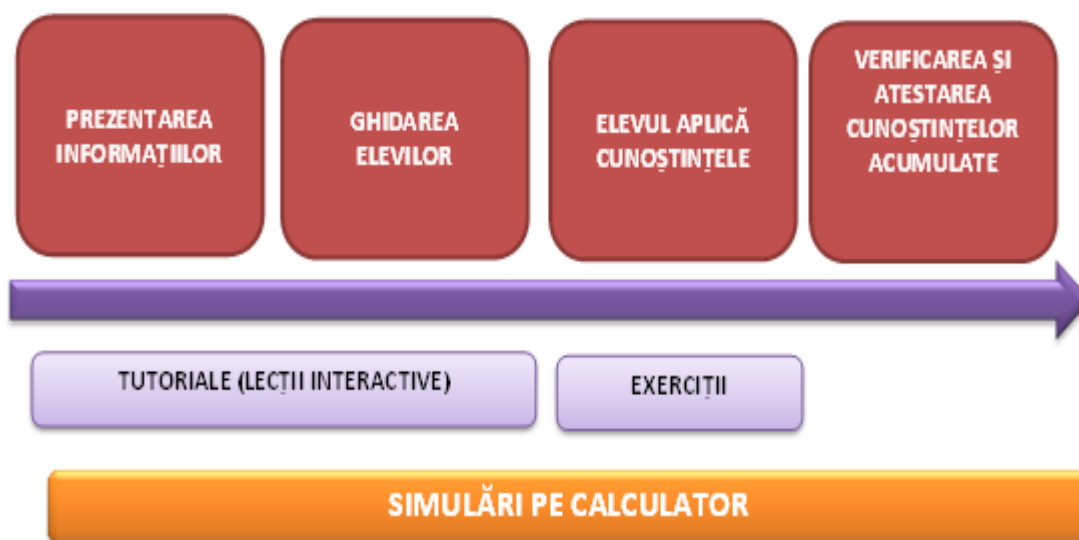 PREZENTAREA
INFORMAȚIILOR
GHIDAREA
ELEVILOR
ELEVUL APLICĂ
CUNOȘTINȚELE
VERIFICAREA ȘI
ATESTAREA
CUNOȘTINȚELOR
ACUMULATE
TUTORIALE (LECȚII INTERACTIVE)
EXERCIȚII
SIMULĂRI PE CALCULATOR